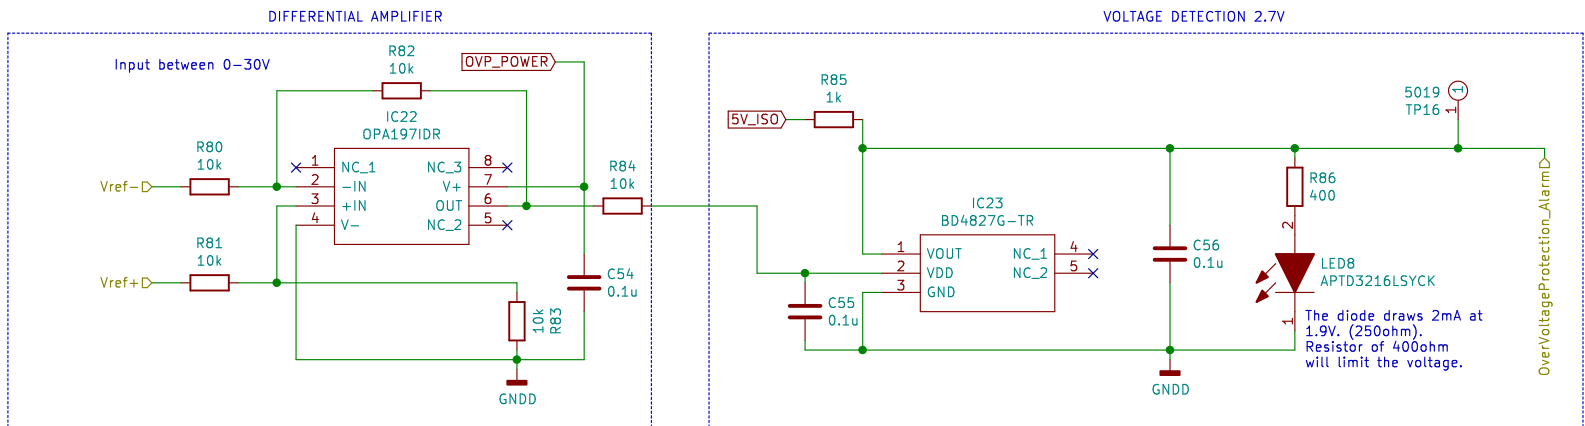 DIFFERENTIAL AMPLIFIER
Input between 0-30V
R82
10k
OVP_POWER
IC22
OPA197IDR
R80
10k
Vref-
R81
10k
Vref+
1
2
3
4
NC_1
-IN
+IN
V-
NC_3
V+
OUT
NC_2
8
7
6
5
R84
10k
C54
0.1u
10k
R83
GNDD
VOLTAGE DETECTION 2.7V
R85
1k
5V_ISO
5019
TP16
1
1
IC23
BD4827G-TR
1
2
3
VOUT
VDD
GND
NC_1
NC_2
4
5
C55
0.1u
C56
0.1u
GNDD
R86
400
2
LED8
APTD3216LSYCK
1
The diode draws 2mA at
1.9V. (250ohm).
Resistor of 400ohm
will limit the voltage.
OverVoltageProtection_Alarm